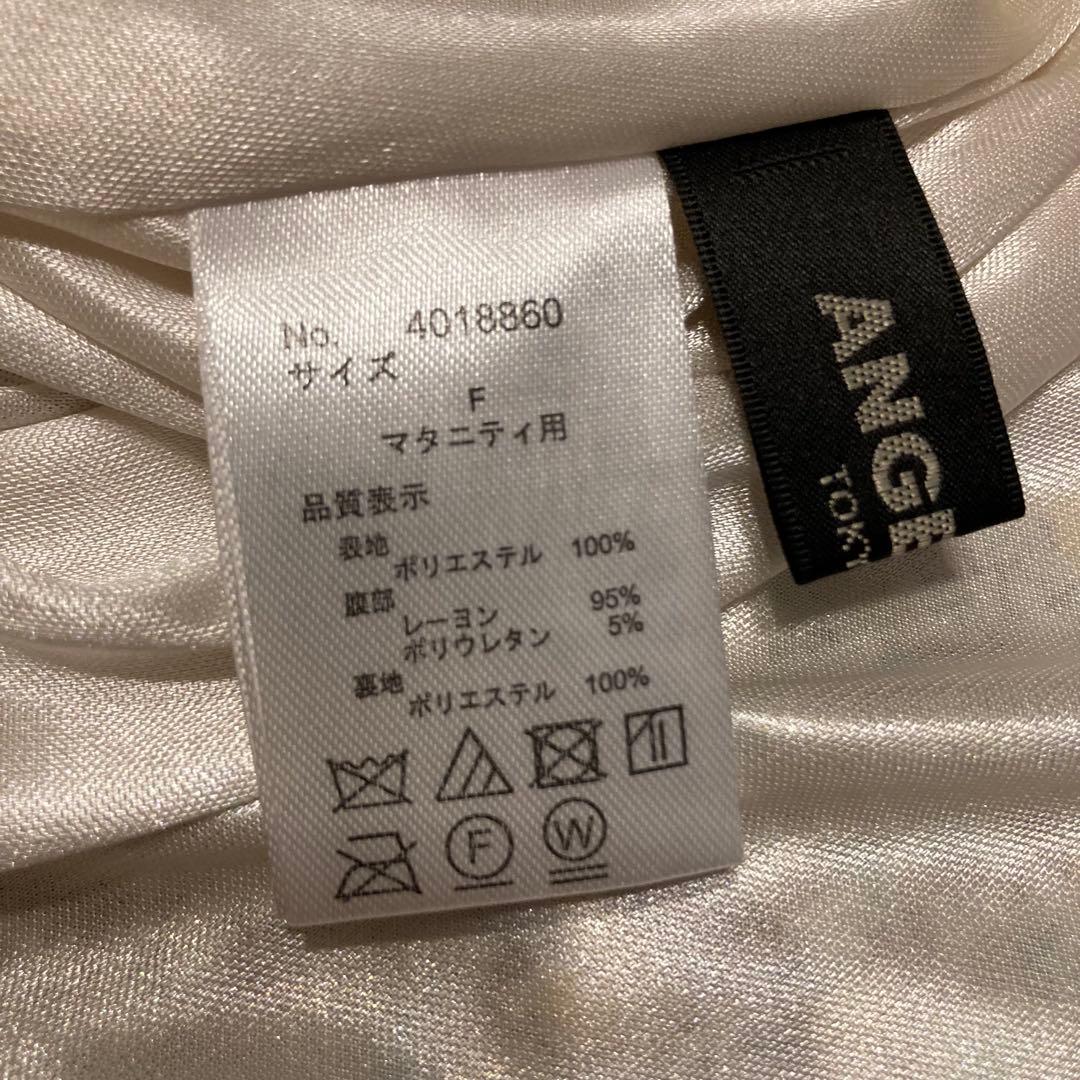 No. 4018860
サイズ
F
マタニティ用
品質表示
表地
ポリエステル 100%
腹部
レーヨン 95%
ポリウレタン 5%
裏地
ポリエステル 100%
F
W
ANGE
TOKY